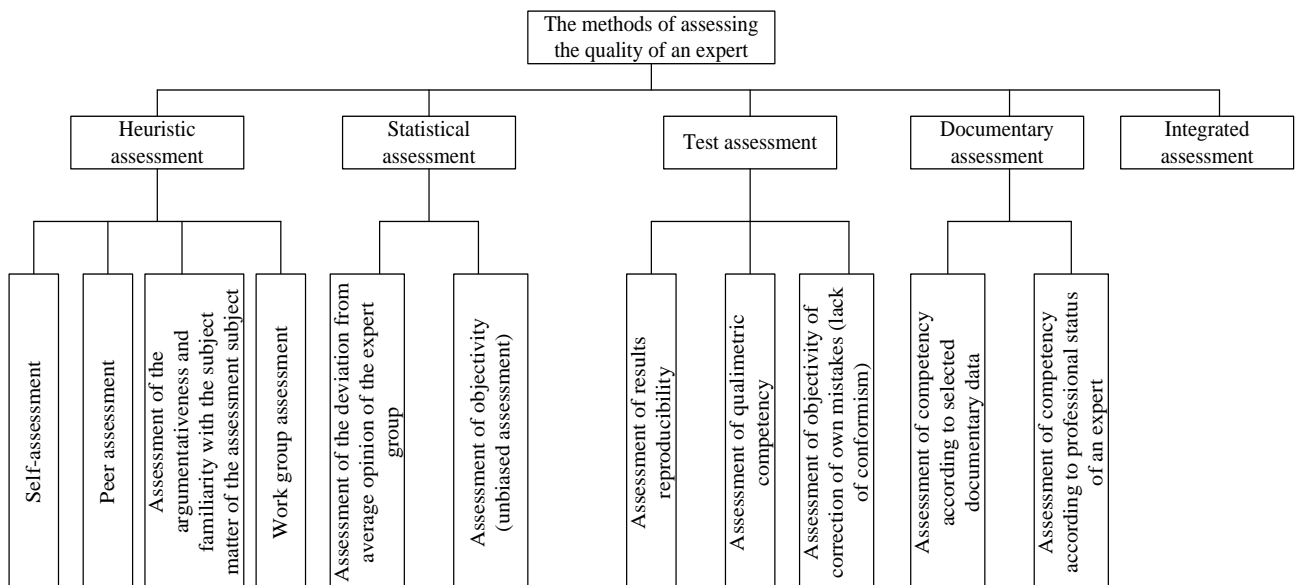 The methods of assessing
the quality of an expert
Heuristic
assessment
Statistical
assessment
Test assessment
Documentary
assessment
Integrated
assessment
Self-assessment
Peer assessment
Assessment of the
argumentativeness and
familiarity with the subject
matter of the assessment subject
Work group assessment
Assessment of the deviation from
average opinion of the expert
group
Assessment of objectivity
(unbiased assessment)
Assessment of results
reproducibility
Assessment of qualimetric
competency
Assessment of objectivity of
correction of own mistakes (lack
of conformism)
Assessment of competency
according to selected
documentary data
Assessment of competency
according to professional status
of an expert